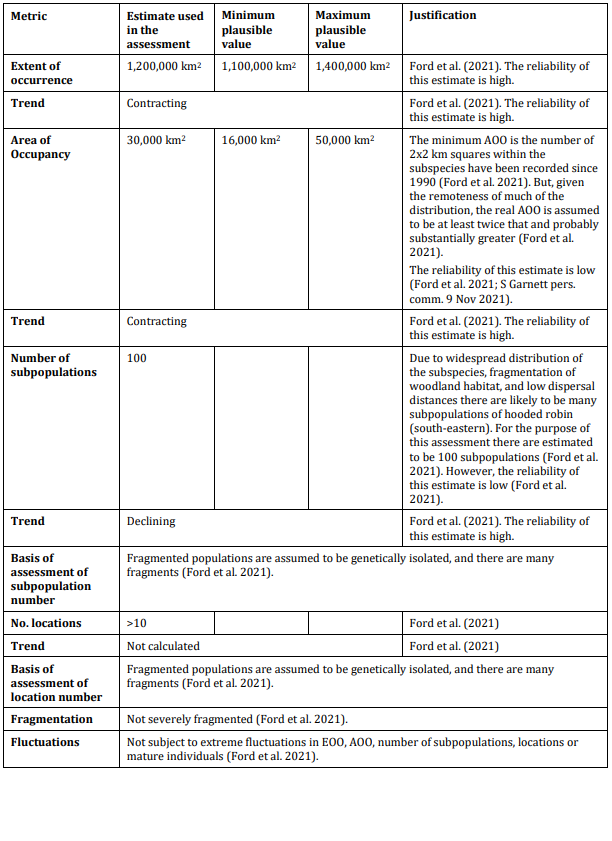 Metric
Estimate used
in the
assessment
Minimum
plausible
value
Maximum
plausible
value
Justification
Extent of
occurrence
1,200,000 km²
1,100,000 km²
1,400,000 km²
Ford et al. (2021). The reliability of
this estimate is high.
Trend
Contracting
Ford et al. (2021). The reliability of
this estimate is high.
Area of
Occupancy
30,000 km²
16,000 km²
50,000 km²
The minimum AOO is the number of
2x2 km squares within the
subspecies have been recorded since
1990 (Ford et al. 2021). But, given
the remoteness of much of the
distribution, the real AOO is assumed
to be at least twice that and probably
substantially greater (Ford et al.
2021).
The reliability of this estimate is low
(Ford et al. 2021; S Garnett pers.
comm. 9 Nov 2021).
Trend
Contracting
Ford et al. (2021). The reliability of
this estimate is high.
Number of
subpopulations
100
Due to widespread distribution of
the subspecies, fragmentation of
woodland habitat, and low dispersal
distances there are likely to be many
subpopulations of hooded robin
(south-eastern). For the purpose of
this assessment there are estimated
to be 100 subpopulations (Ford et al.
2021). However, the reliability of
this estimate is low (Ford et al.
2021).
Trend
Declining
Ford et al. (2021). The reliability of
this estimate is high.
Basis of
assessment of
subpopulation
number
Fragmented populations are assumed to be genetically isolated, and there are many
fragments (Ford et al. 2021).
No. locations
>10
Ford et al. (2021)
Trend
Not calculated
Ford et al. (2021)
Basis of
assessment of
location number
Fragmented populations are assumed to be genetically isolated, and there are many
fragments (Ford et al. 2021).
Fragmentation
Not severely fragmented (Ford et al. 2021).
Fluctuations
Not subject to extreme fluctuations in EOO, AOO, number of subpopulations, locations or
mature individuals (Ford et al. 2021).